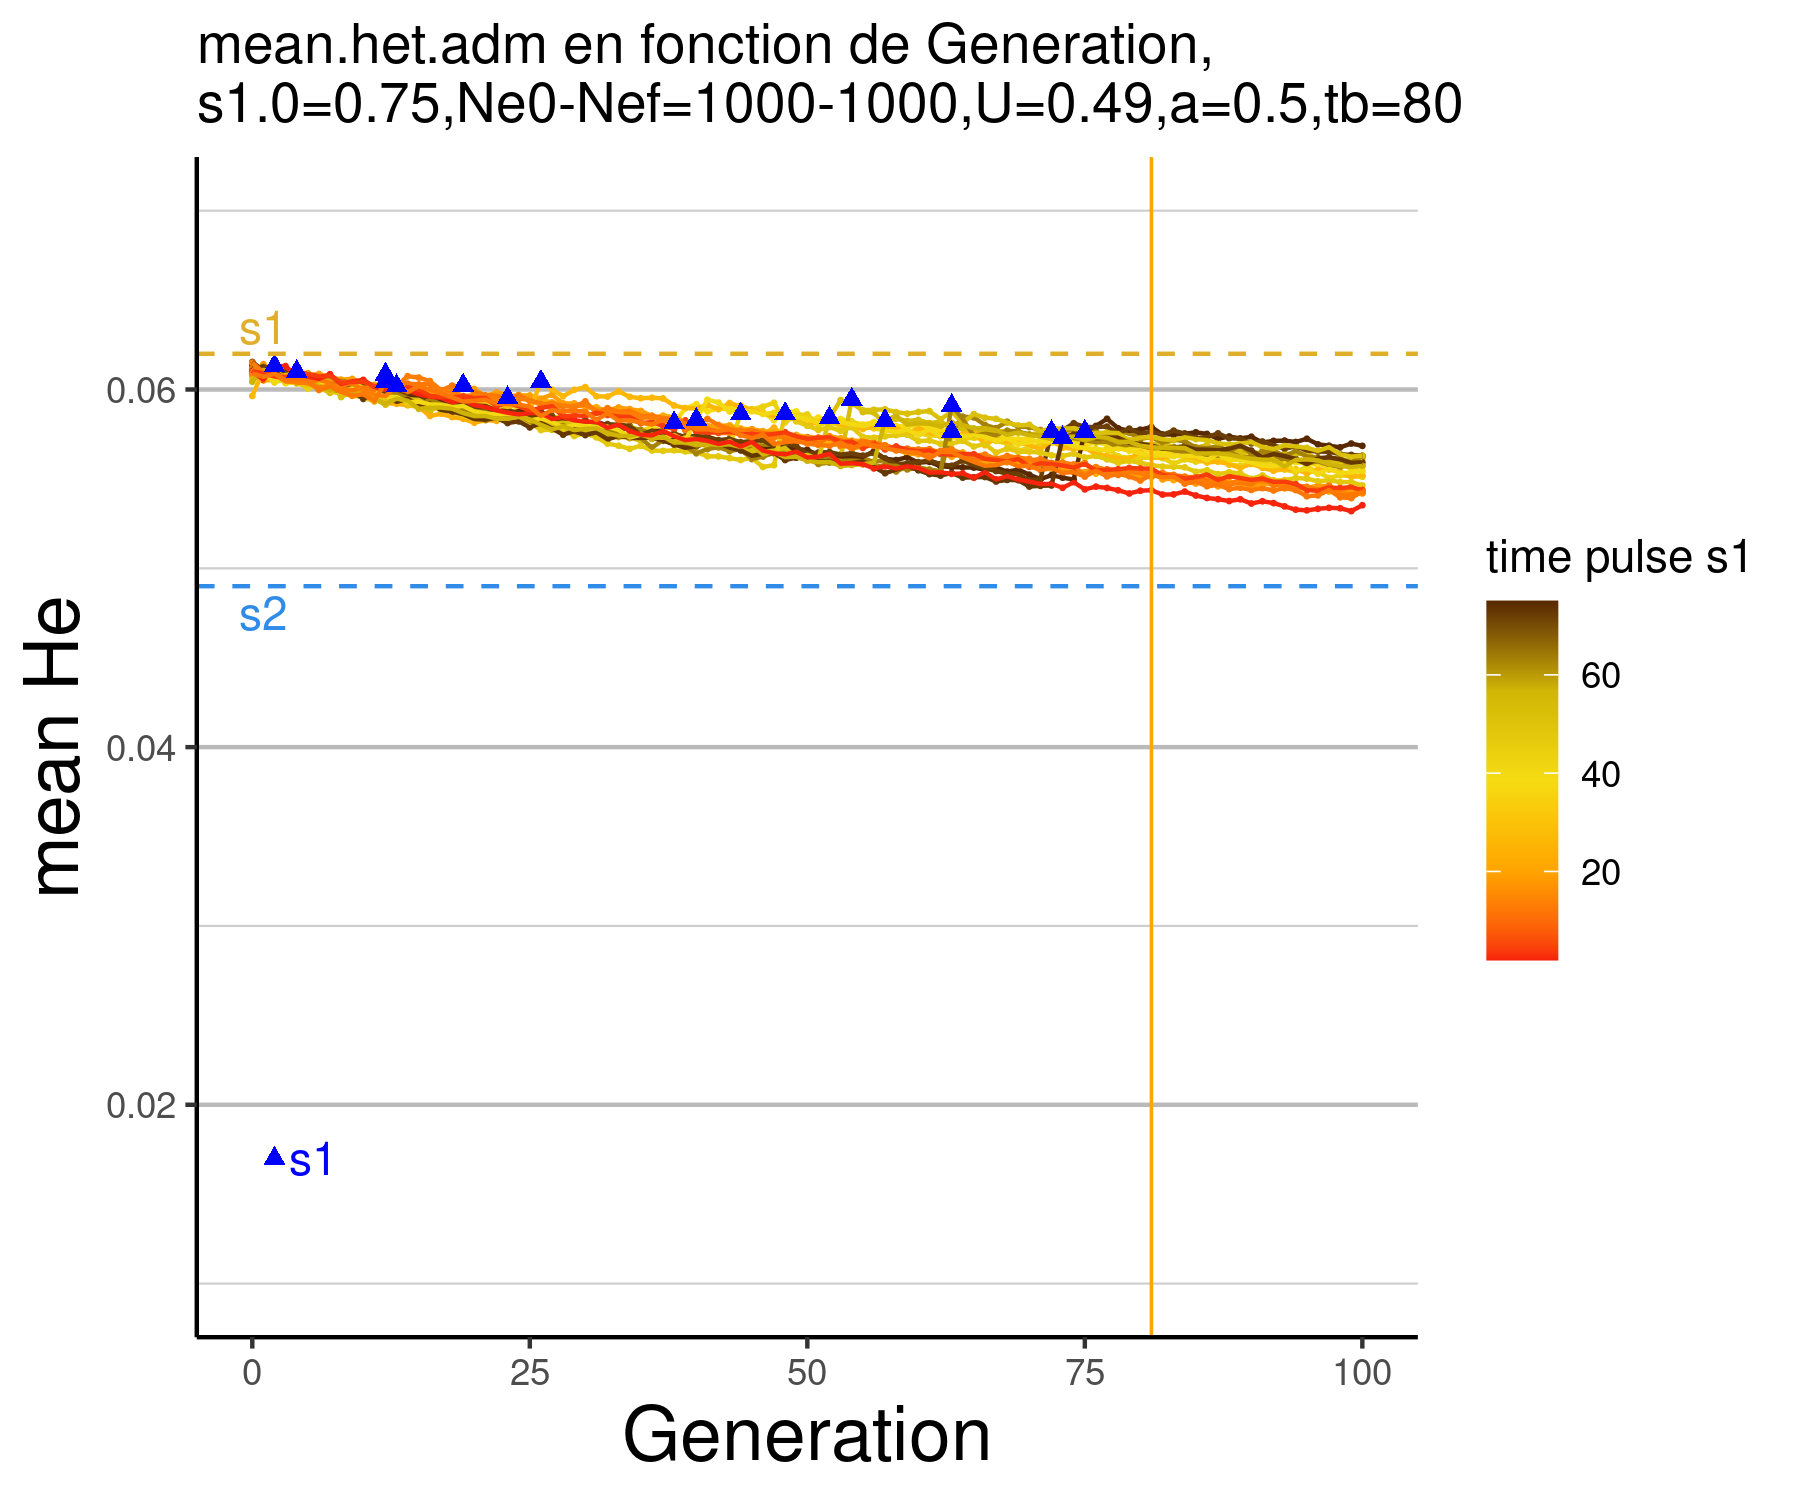 mean.het.adm en fonction de Generation,
s1.0=0.75,Ne0-Nef=1000-1000,U=0.49,a=0.5,tb=80
s1
0.06
s2
time pulse s1
60
40
20
mean He
0.04
0.02
s1
0 25 50 75 100
Generation